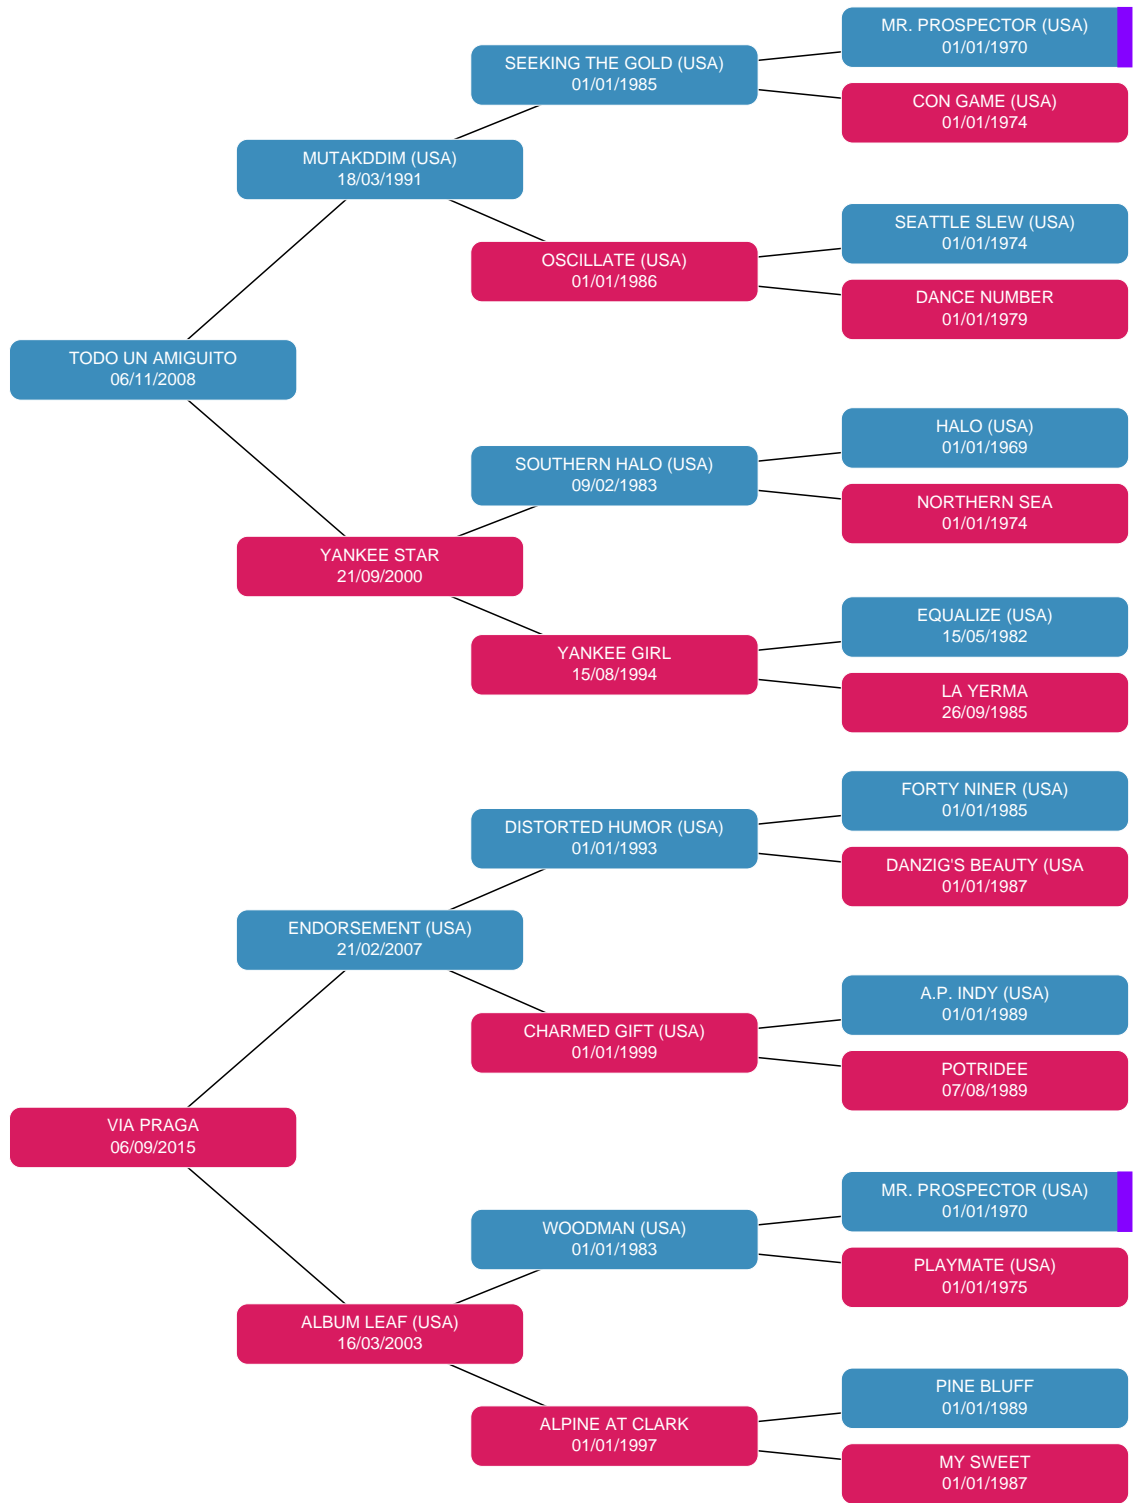 MR. PROSPECTOR (USA)
01/01/1970
SEEKING THE GOLD (USA)
01/01/1985
CON GAME (USA)
01/01/1974
MUTAKDDIM (USA)
18/03/1991
SEATTLE SLEW (USA)
01/01/1974
OSCILLATE (USA)
01/01/1986
DANCE NUMBER
01/01/1979
TODO UN AMIGUITO
06/11/2008
HALO (USA)
01/01/1969
SOUTHERN HALO (USA)
09/02/1983
NORTHERN SEA
01/01/1974
YANKEE STAR
21/09/2000
EQUALIZE (USA)
15/05/1982
YANKEE GIRL
15/08/1994
LA YERMA
26/09/1985
FORTY NINER (USA)
01/01/1985
DISTORTED HUMOR (USA)
01/01/1993
DANZIG'S BEAUTY (USA
01/01/1987
ENDORSEMENT (USA)
21/02/2007
A.P. INDY (USA)
01/01/1989
CHARMED GIFT (USA)
01/01/1999
POTRIDEE
07/08/1989
VIA PRAGA
06/09/2015
MR. PROSPECTOR (USA)
01/01/1970
WOODMAN (USA)
01/01/1983
PLAYMATE (USA)
01/01/1975
ALBUM LEAF (USA)
16/03/2003
PINE BLUFF
01/01/1989
ALPINE AT CLARK
01/01/1997
MY SWEET
01/01/1987